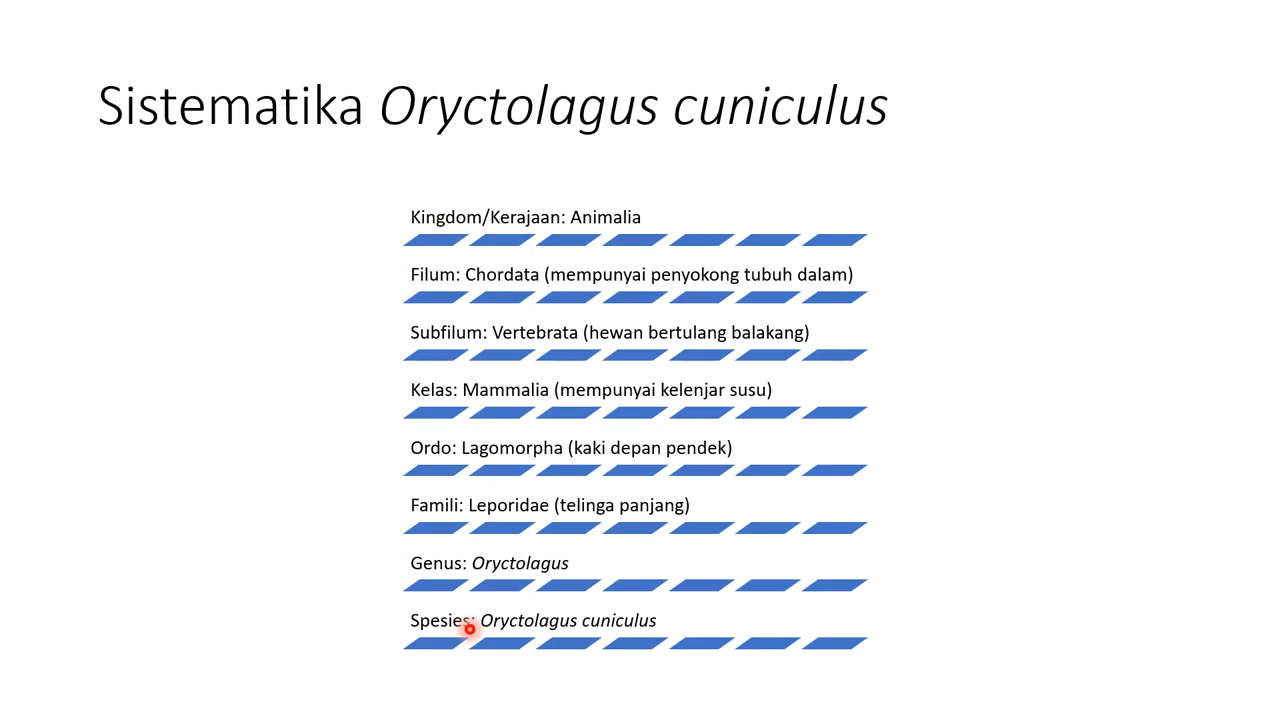 Sistematika Oryctolagus cuniculus
Kingdom/Kerajaan: Animalia
Filum: Chordata (mempunyai penyokong tubuh dalam)
Subfilum: Vertebrata (hewan bertulang balakang)
Kelas: Mammalia (mempunyai kelenjar susu)
Ordo: Lagomorpha (kaki depan pendek)
Famili: Leporidae (telinga panjang)
Genus: Oryctolagus
Spesies: Oryctolagus cuniculus